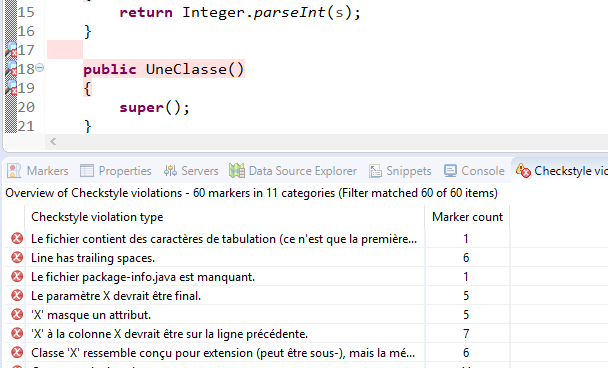 15 return Integer.parseInt(s);
16 }
17
18 public UneClasse()
19 {
20 super();
21 }
Markers Properties Servers Data Source Explorer Snippets Console Checkstyle vio
Overview of Checkstyle violations - 60 markers in 11 categories (Filter matched 60 of 60 items)
Checkstyle violation type Marker count
Le fichier contient des caractères de tabulation (ce n'est que la première... 1
Line has trailing spaces. 6
Le fichier package-info.java est manquant. 1
Le paramètre X devrait être final. 5
'X' masque un attribut. 5
'X' à la colonne X devrait être sur la ligne précédente. 7
Classe 'X' ressemble conçu pour extension (peut être sous-), mais la mé... 6